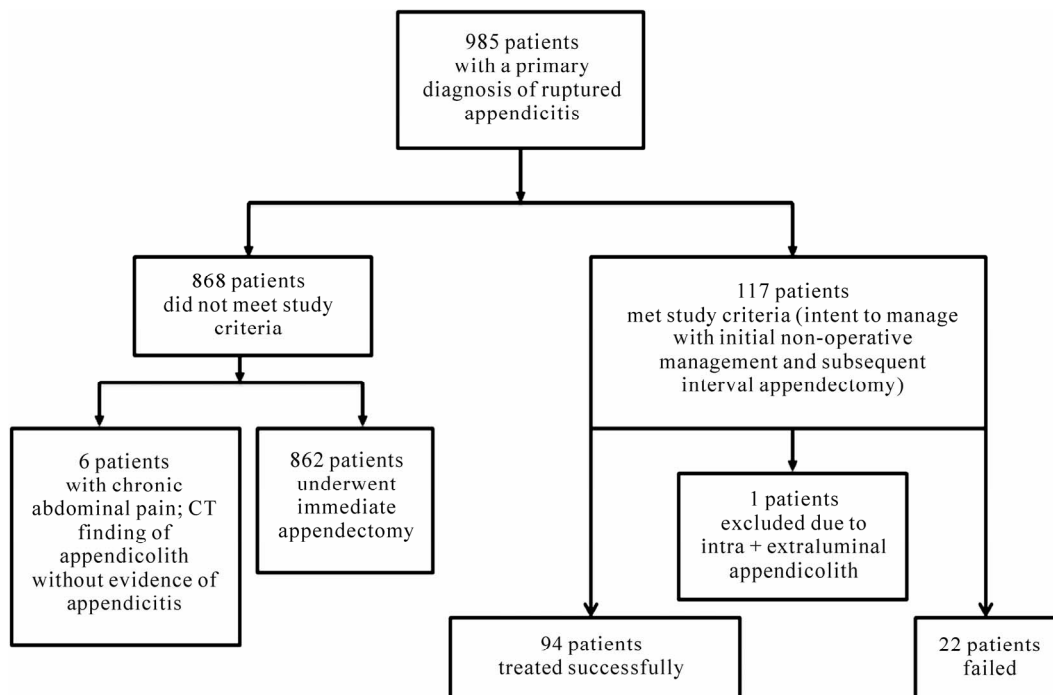 985 patients
with a primary
diagnosis of ruptured
appendicitis
868 patients
did not meet study
criteria
117 patients
met study criteria (intent to manage
with initial non-operative
management and subsequent
interval appendectomy)
6 patients
with chronic
abdominal pain; CT
finding of
appendicolith
without evidence of
appendicitis
862 patients
underwent
immediate
appendectomy
1 patients
excluded due to
intra + extraluminal
appendicolith
94 patients
treated successfully
22 patients
failed